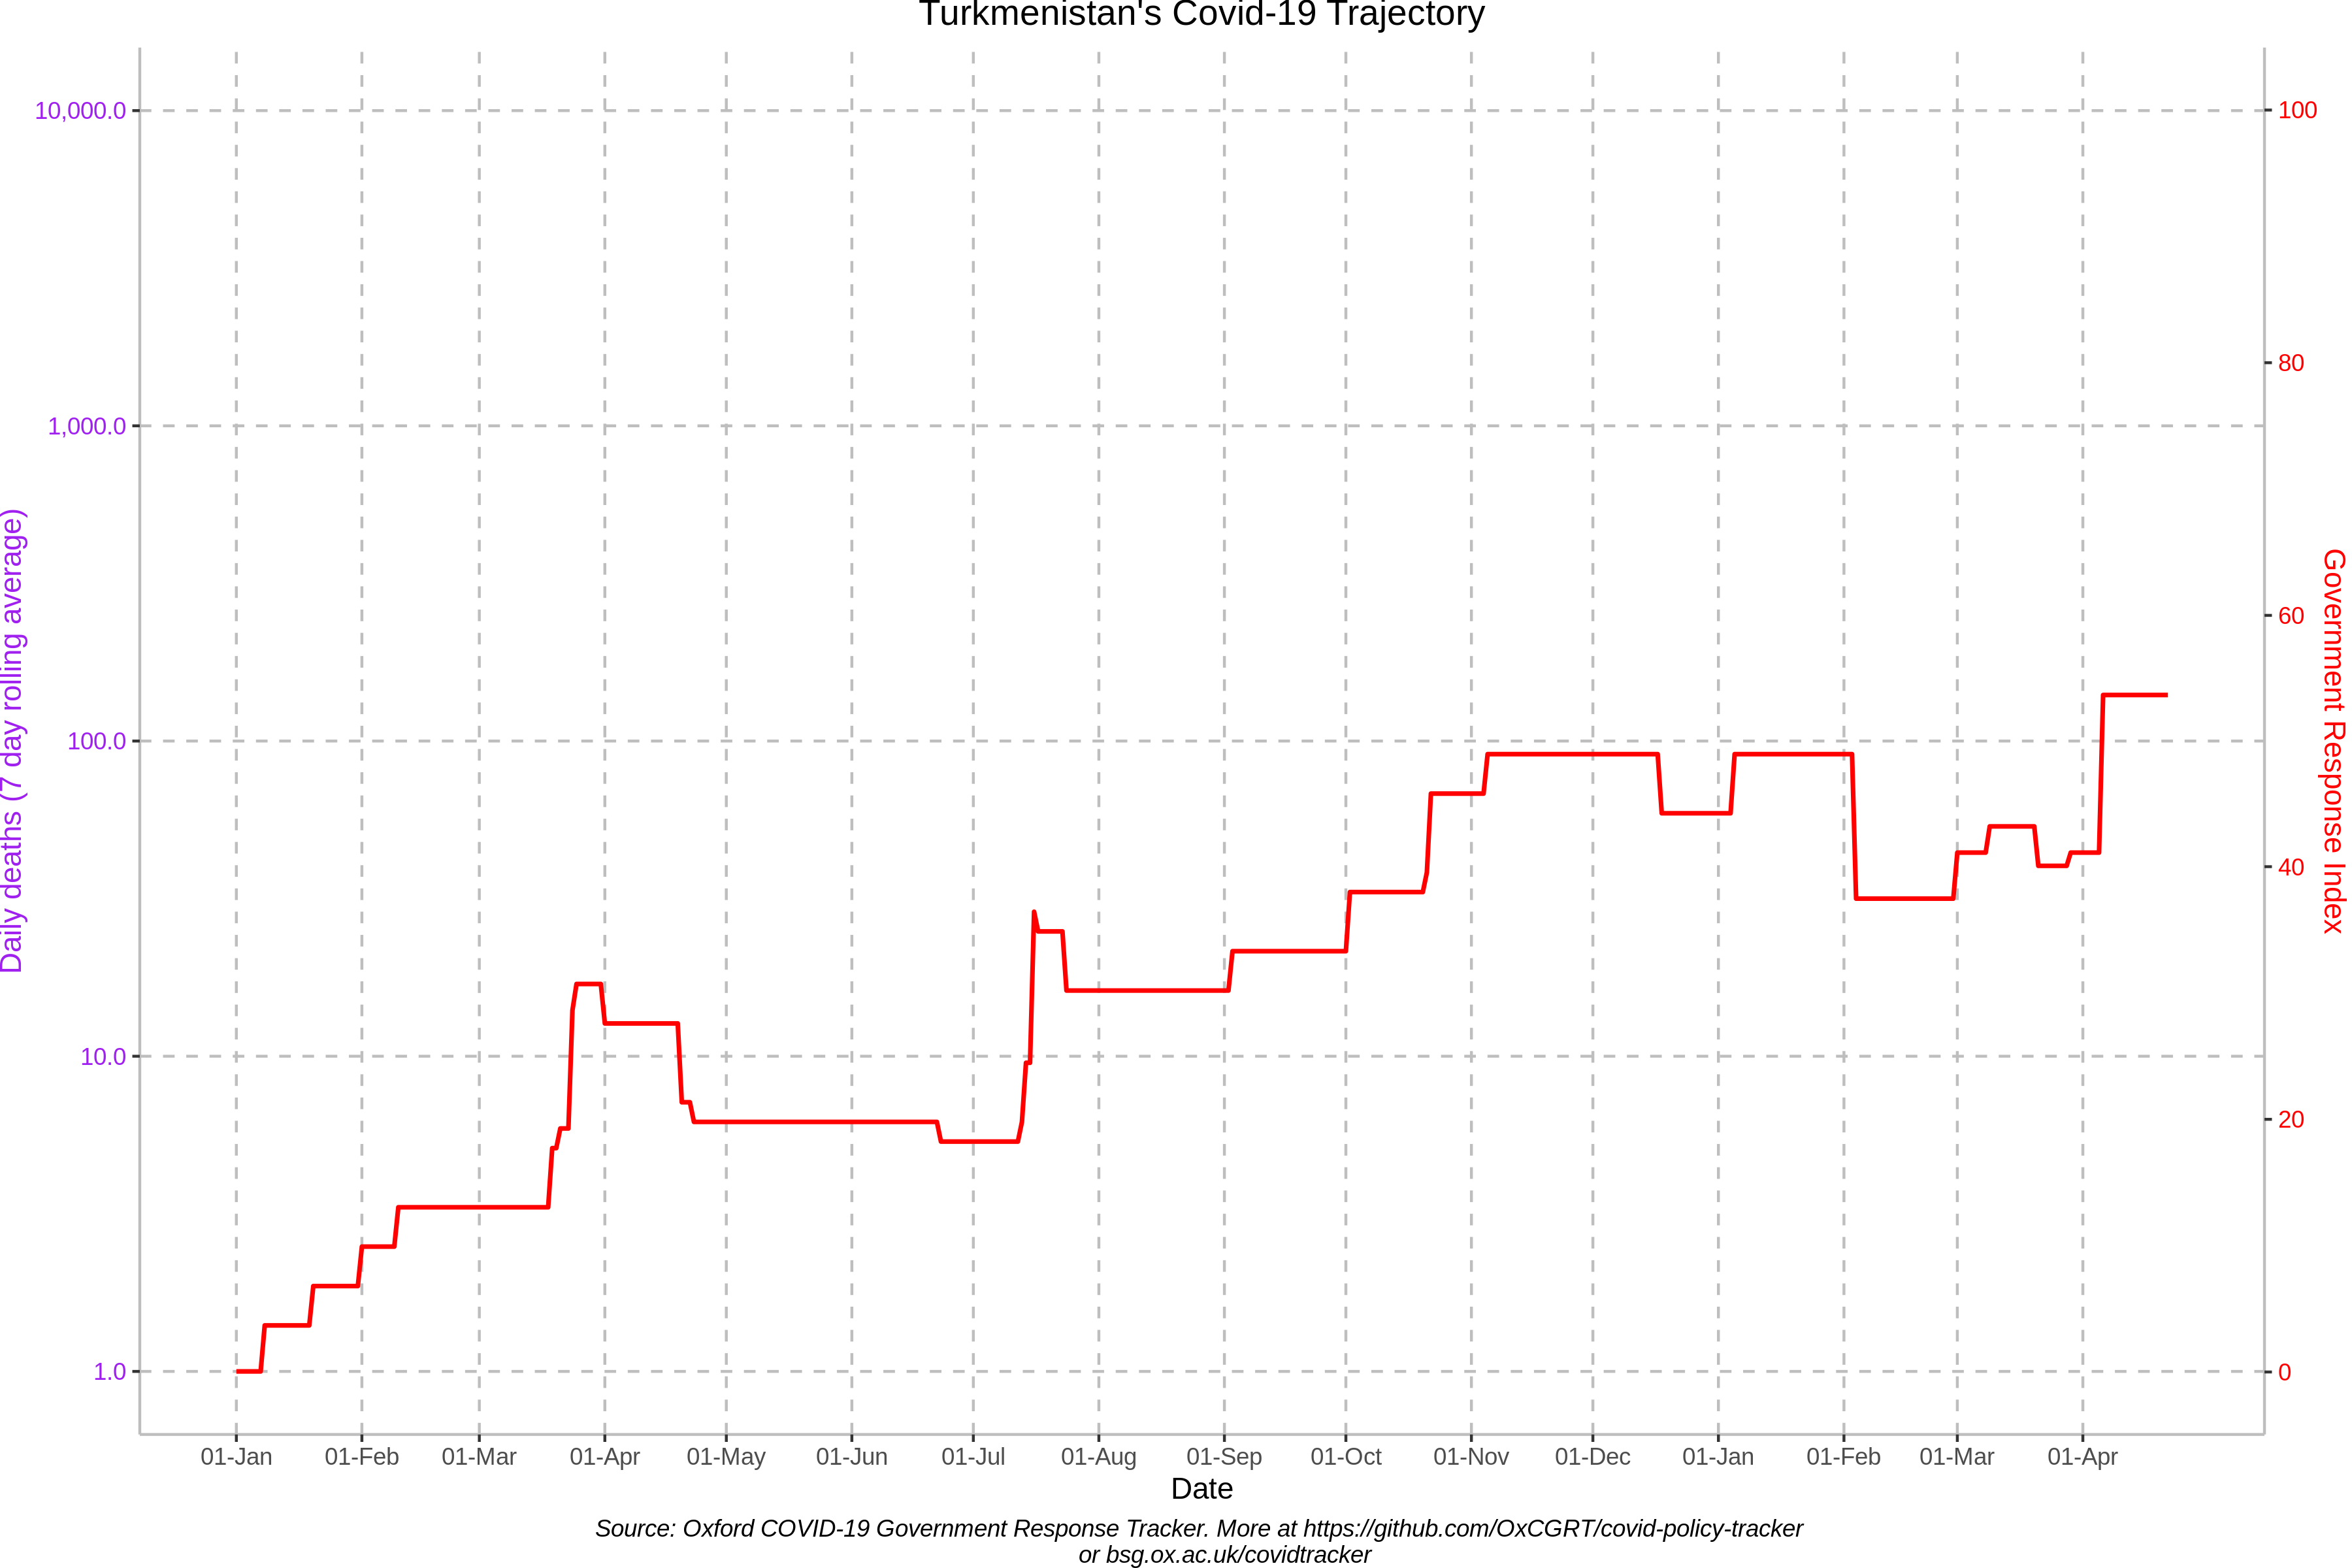 Turkmenistan's Covid-19 Trajectory
10,000.0
1,000.0
100.0
10.0
1.0
Daily deaths (7 day rolling average)
100
80
60
40
20
0
Government Response Index
01-Jan 01-Feb 01-Mar 01-Apr 01-May 01-Jun 01-Jul 01-Aug 01-Sep 01-Oct 01-Nov 01-Dec 01-Jan 01-Feb 01-Mar 01-Apr
Date
Source: Oxford COVID-19 Government Response Tracker. More at https://github.com/OxCGRT/covid-policy-tracker
or bsg.ox.ac.uk/covidtracker